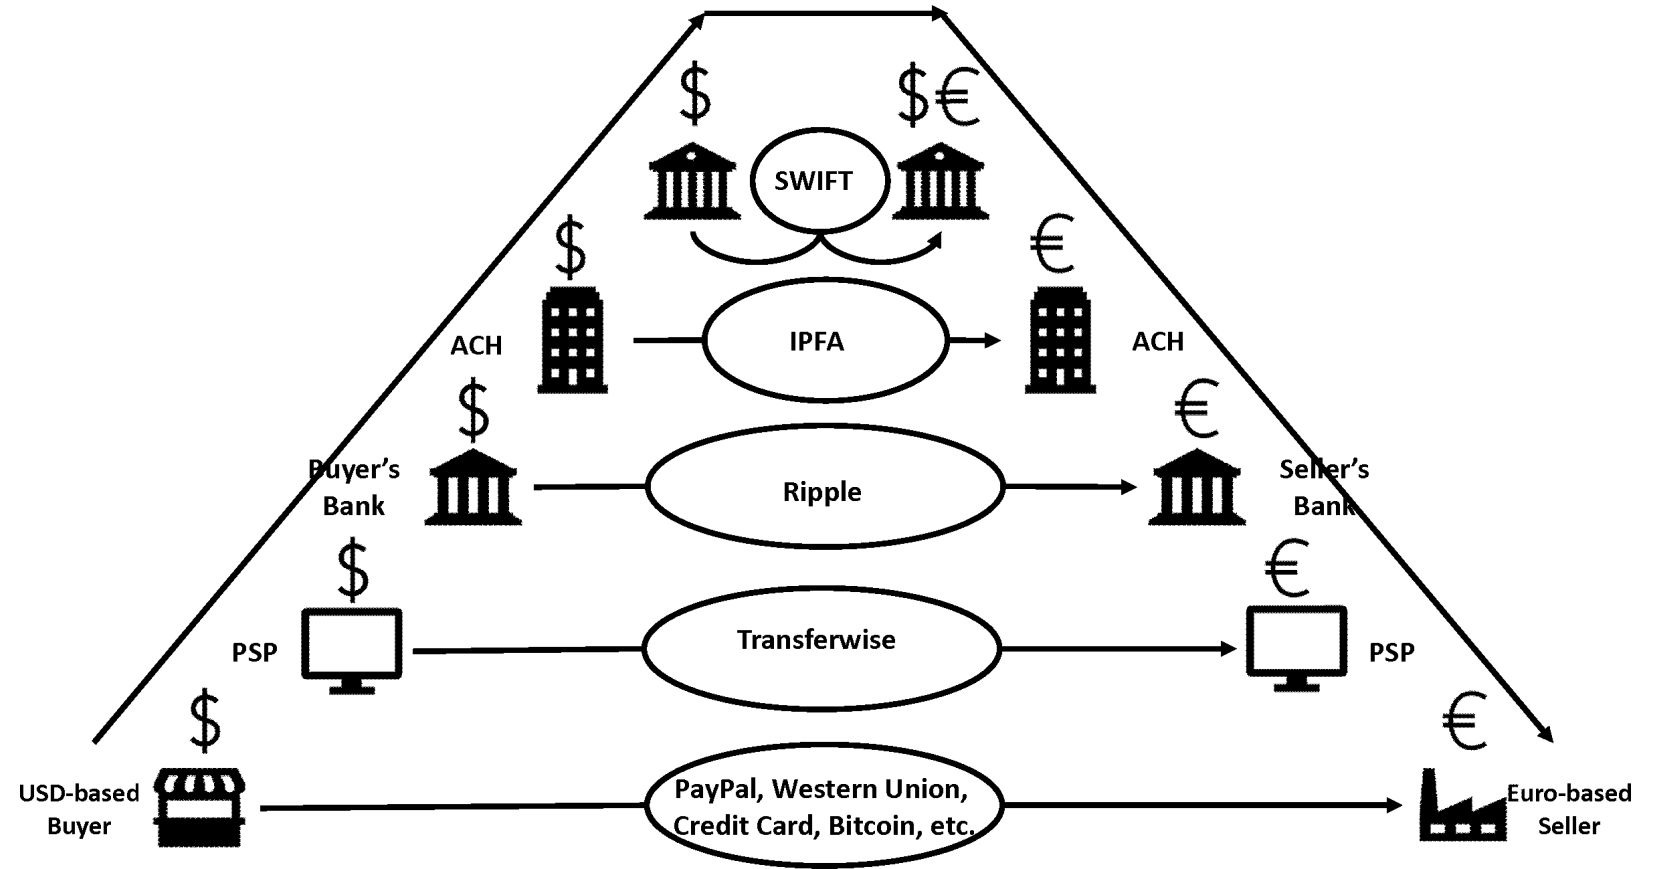 $
$€
SWIFT
$
€
ACH
IPFA
ACH
$
€
Buyer's
Bank
Ripple
Seller's
Bank
$
€
PSP
Transferwise
PSP
$
€
USD-based
Buyer
PayPal, Western Union,
Credit Card, Bitcoin, etc.
Euro-based
Seller